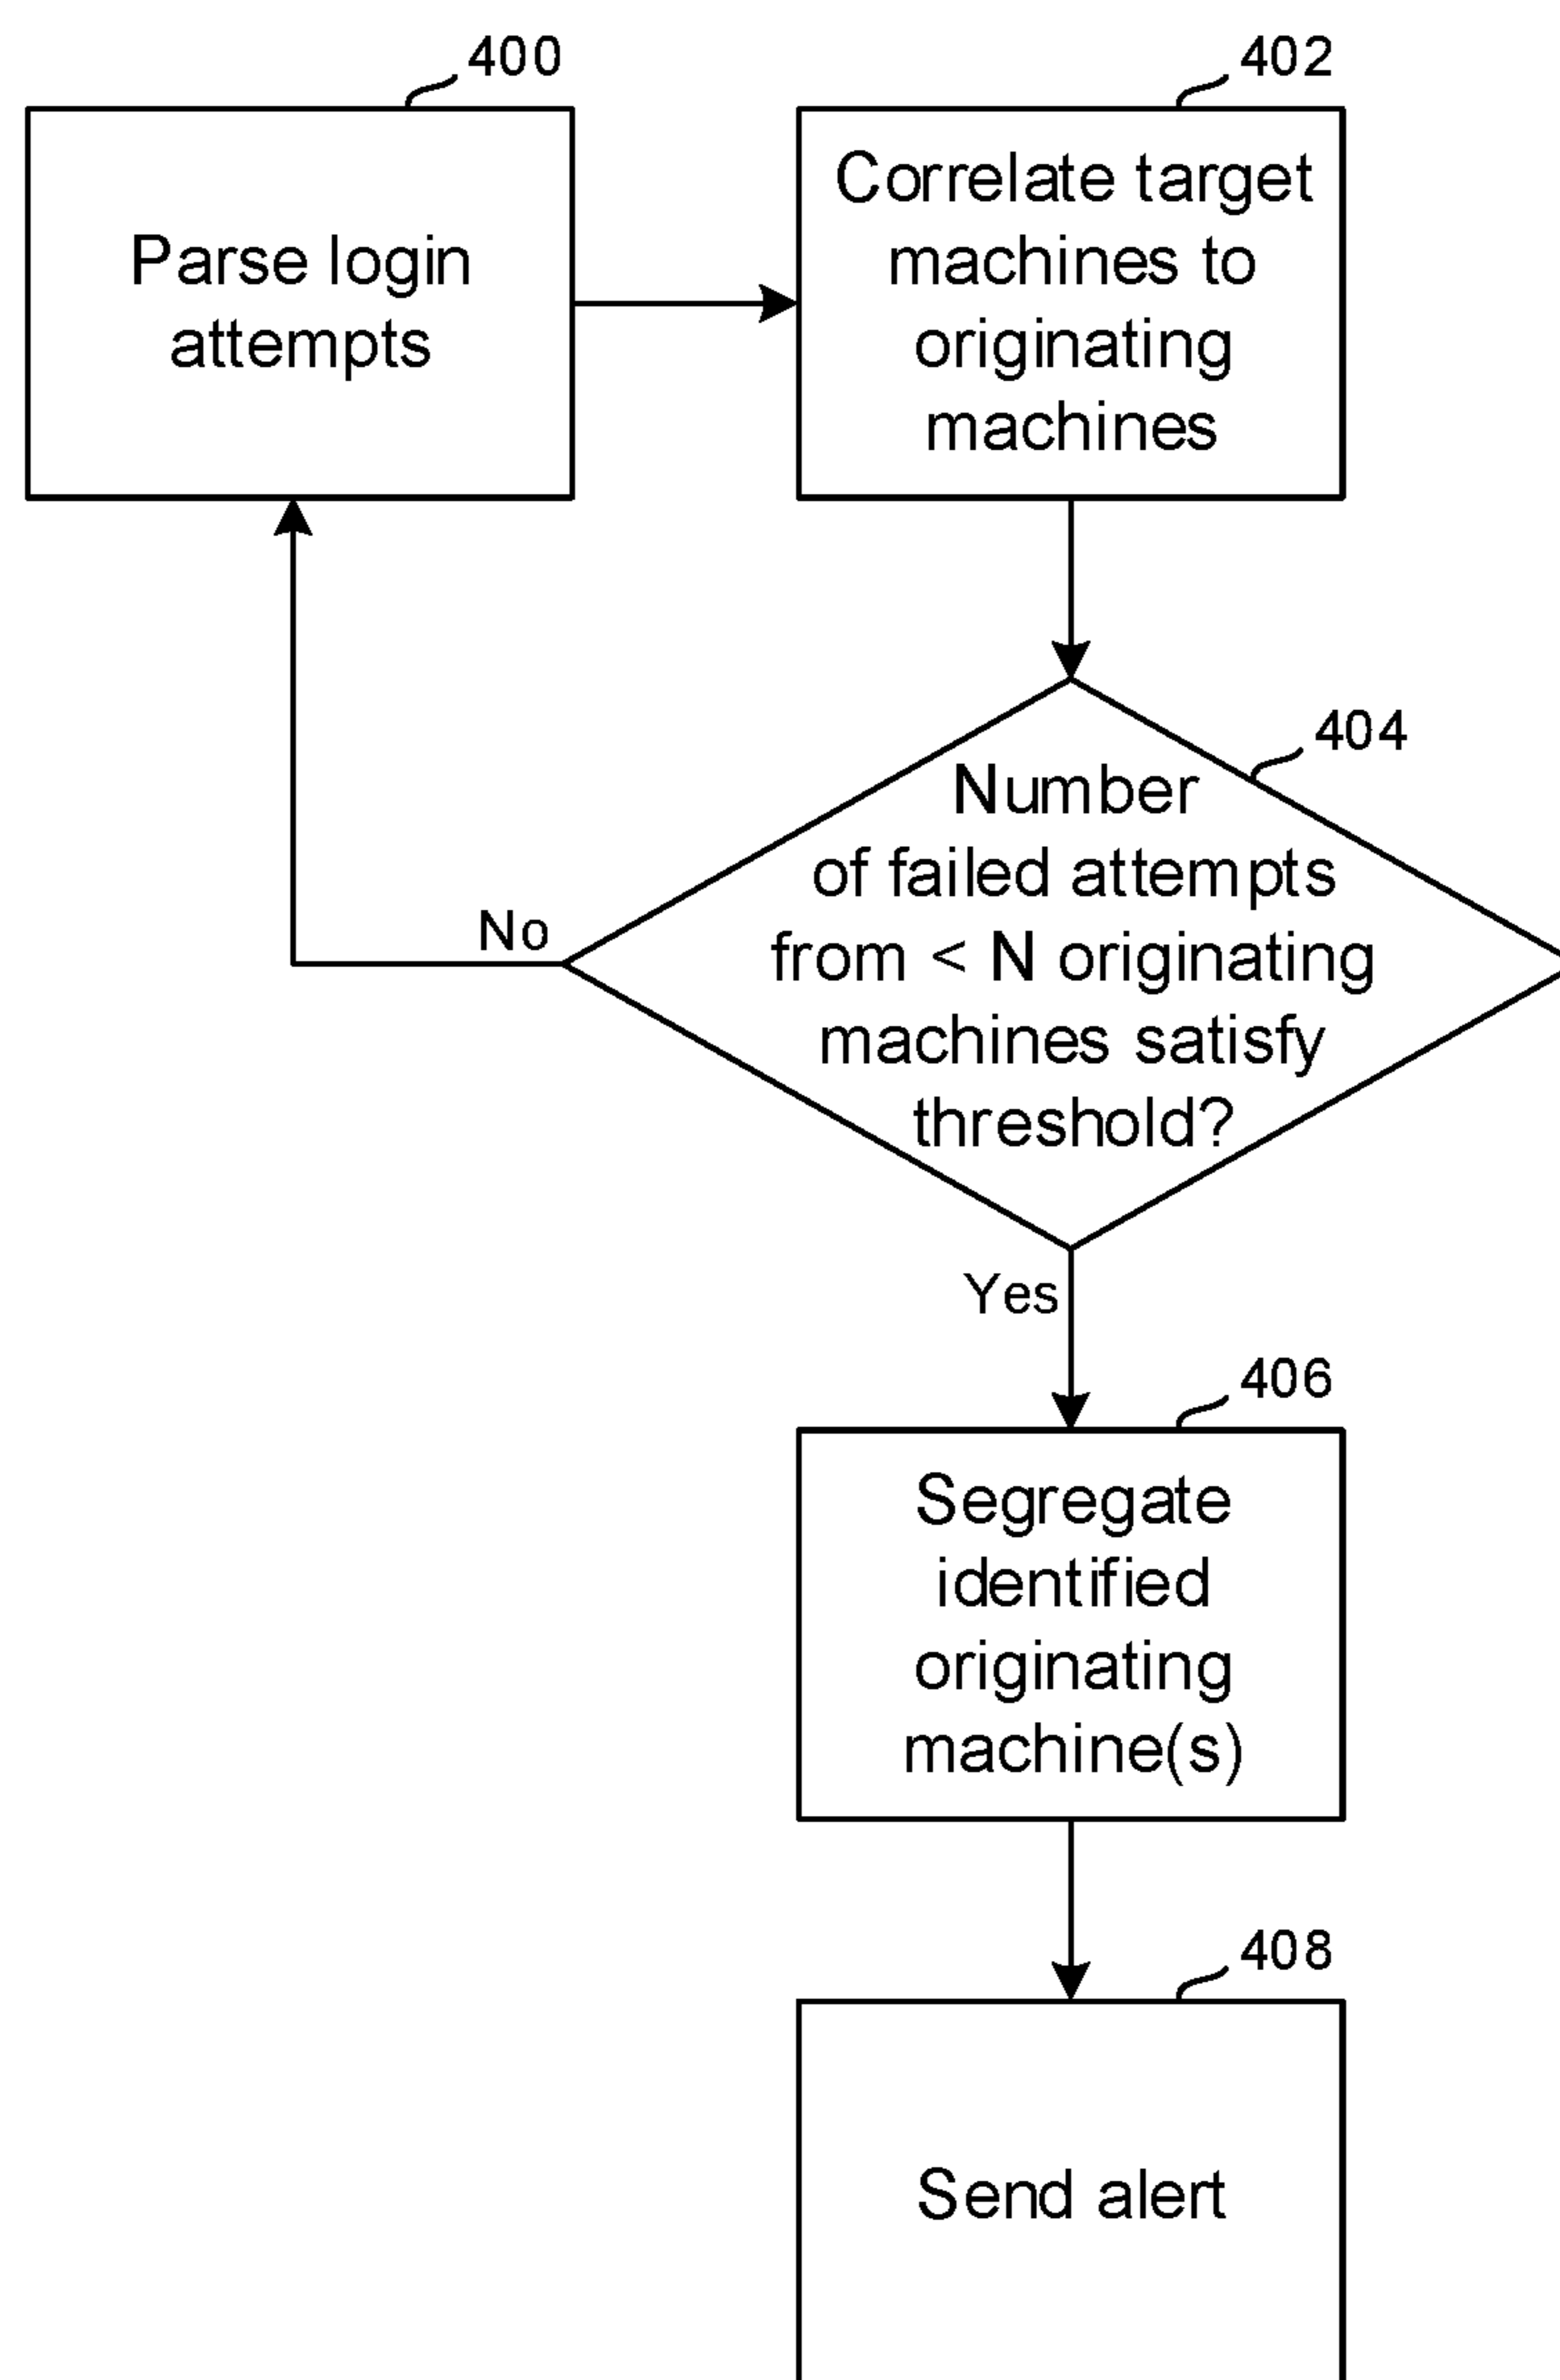 400
Parse login
attempts
402
Correlate target
machines to
originating
machines
404
Number
of failed attempts
from < N originating
machines satisfy
threshold?
No
Yes
406
Segregate
identified
originating
machine(s)
408
Send alert